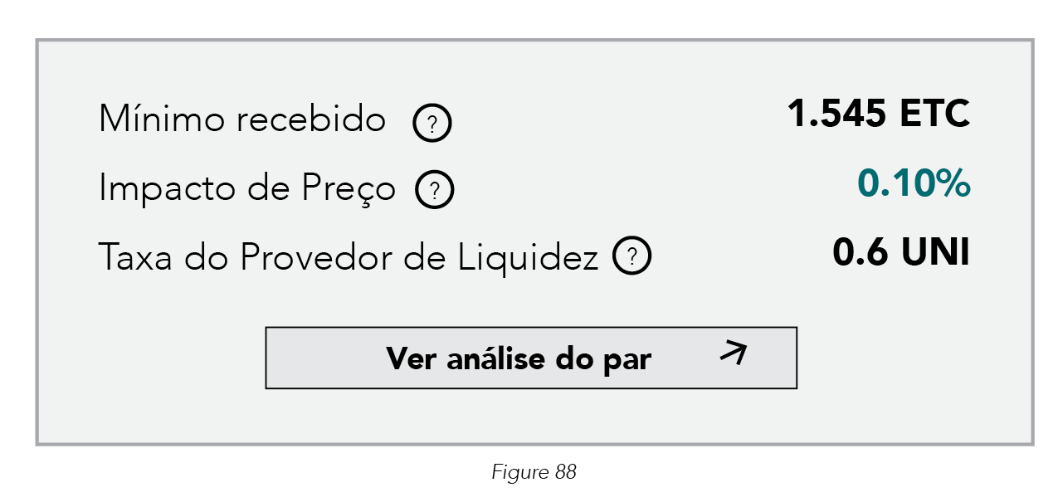 Mínimo recebido ? 1.545 ETC
Impacto de Preço ? 0.10%
Taxa do Provedor de Liquidez ? 0.6 UNI
Ver análise do par
Figure 88